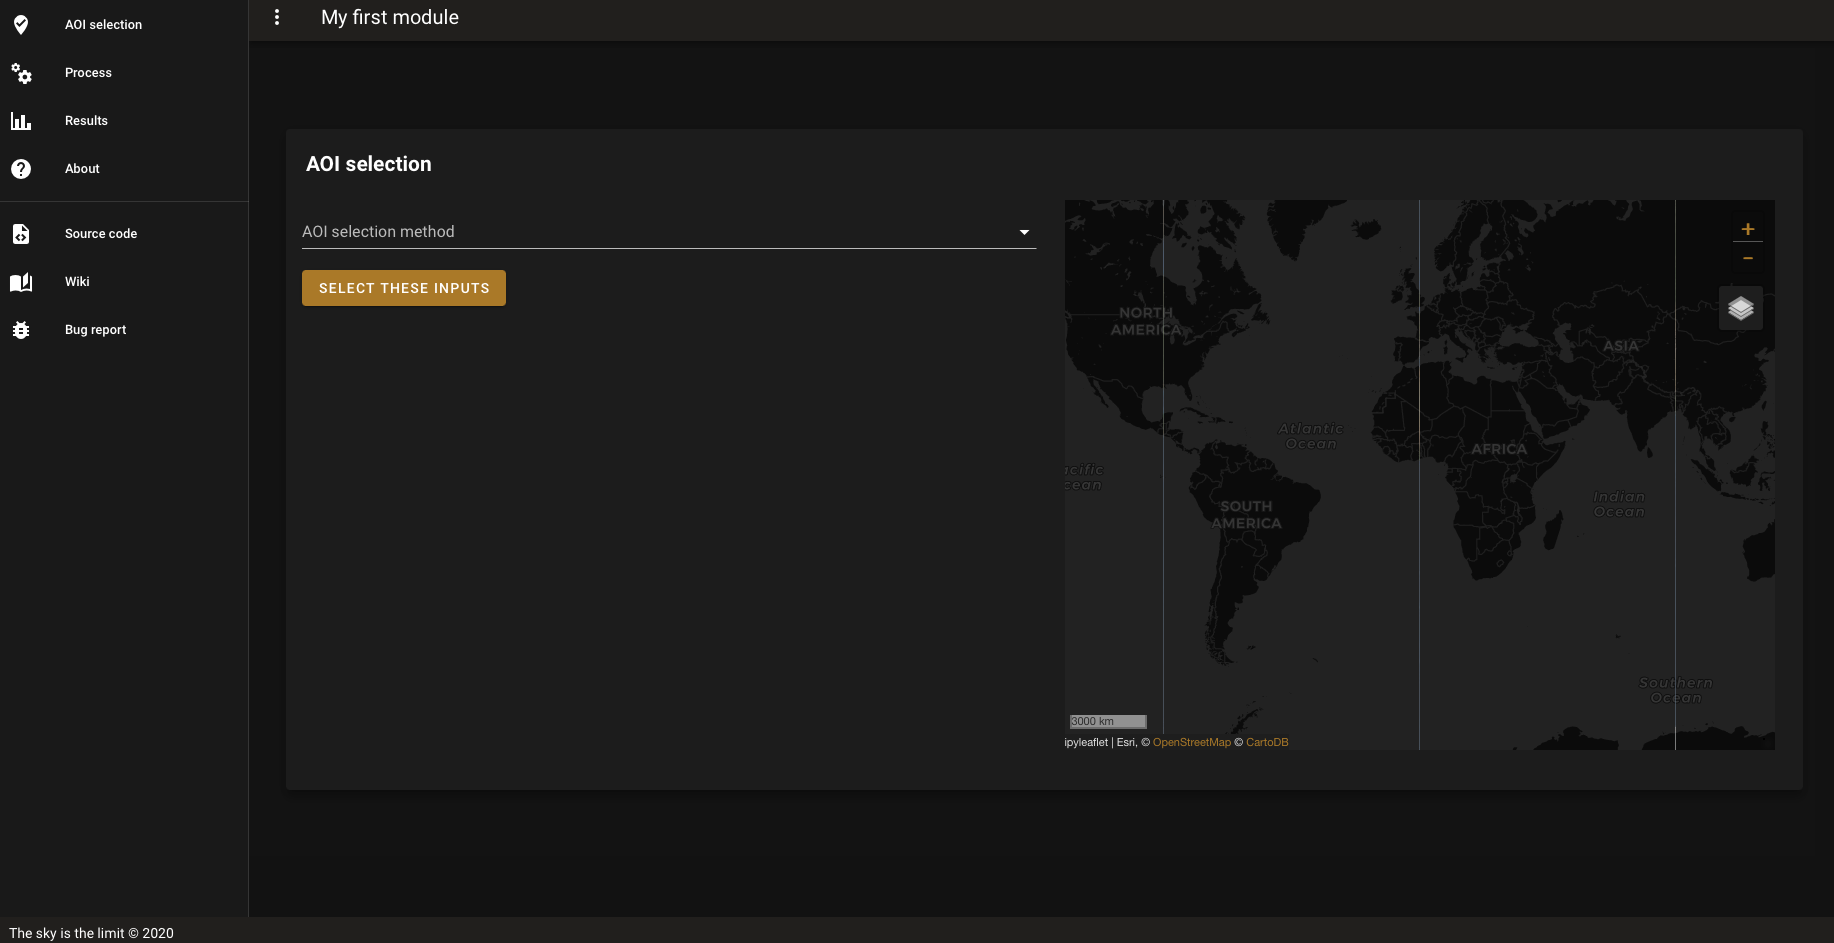 My first module
AOI selection
Process
Results
About
Source code
Wiki
Bug report
AOI selection
AOI selection method
SELECT THESE INPUTS
+
−
NORTH
AMERICA
ASIA
Atlantic
Ocean
AFRICA
acific
cean
SOUTH
AMERICA
Indian
Ocean
Southern
Ocean
3000 km
ipyleaflet | Esri, © OpenStreetMap © CartoDB
The sky is the limit © 2020